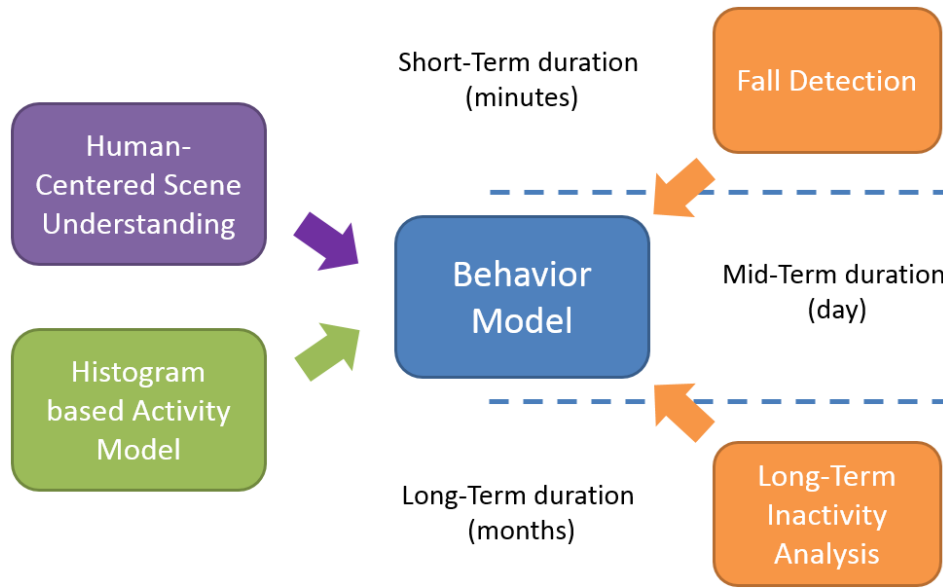 Short-Term duration
(minutes)
Fall Detection
Human-
Centered Scene
Understanding
Behavior
Model
Mid-Term duration
(day)
Histogram
based Activity
Model
Long-Term duration
(months)
Long-Term
Inactivity
Analysis